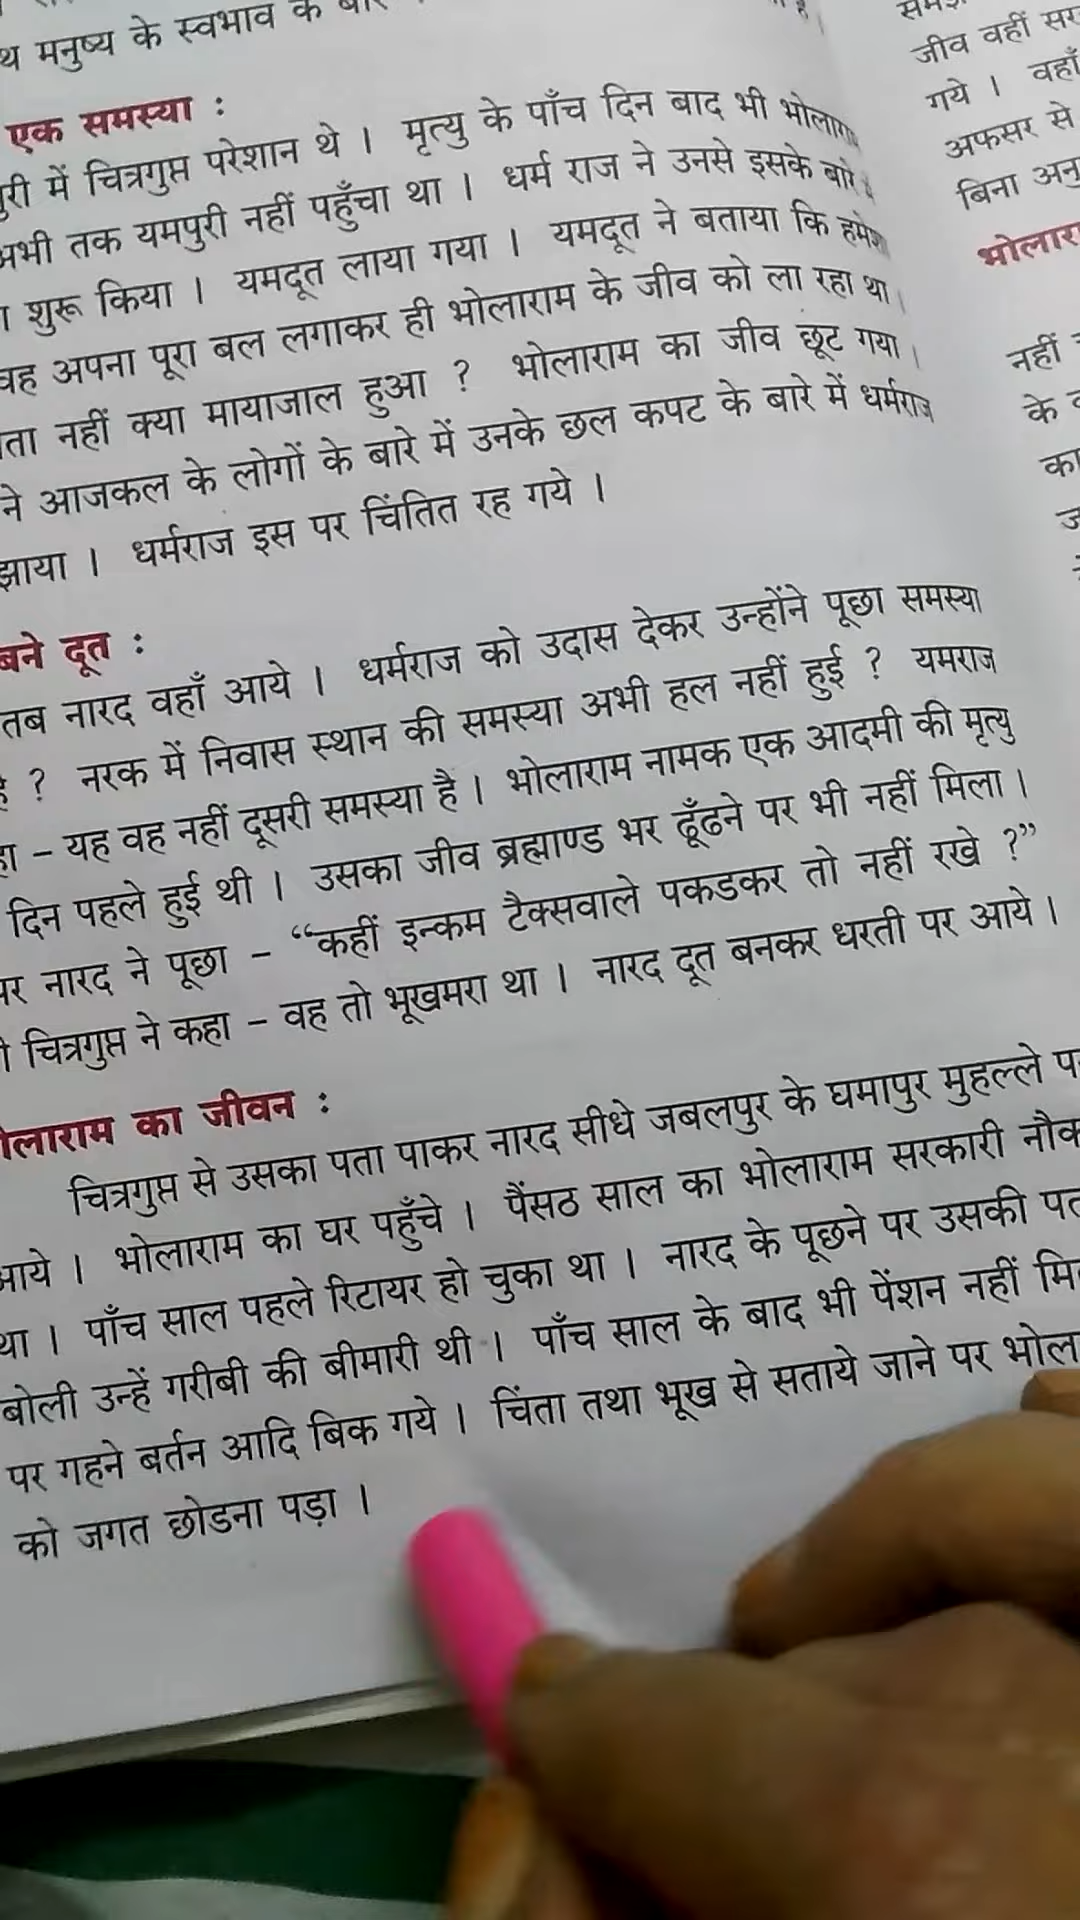 थ मनुष्य के स्वभाव के
एक समस्या :
में चित्रगुप्त परेशान थे । मृत्यु के पाँच दिन बाद भी
तक यमपुरी नहीं पहुँचा था । धर्म राज ने उनसे इसके बारे
शुरू किया । यमदूत लाया गया । यमदूत ने बताया कि
वह अपना पूरा बल लगाकर ही भोलाराम के जीव को ला रहा था ।
नहीं क्या मायाजाल हुआ ? भोलाराम का जीव छूट गया ।
ने आजकल के लोगों के बारे में उनके छल कपट के बारे में धर्मराज
झाया । धर्मराज इस पर चिंतित रह गये ।
बने दूत :
तब नारद वहाँ आये । धर्मराज को उदास देकर उन्होंने पूछा समस्या
? नरक में निवास स्थान की समस्या अभी हल नहीं हुई ? यमराज
– यह वह नहीं दूसरी समस्या है । भोलाराम नामक एक आदमी की मृत्यु
दिन पहले हुई थी । उसका जीव ब्रह्माण्ड भर ढूँढने पर भी नहीं मिला ।
नारद ने पूछा – “कहीं इन्कम टैक्सवाले पकडकर तो नहीं रखे ?”
चित्रगुप्त ने कहा – वह तो भूखमरा था । नारद दूत बनकर धरती पर आये ।
लाराम का जीवन :
चित्रगुप्त से उसका पता पाकर नारद सीधे जबलपुर के घमापुर मुहल्ले
आये । भोलाराम का घर पहुँचे । पैंसठ साल का भोलाराम सरकारी
था । पाँच साल पहले रिटायर हो चुका था । नारद के पूछने पर उसकी
बोली उन्हें गरीबी की बीमारी थी । पाँच साल के बाद भी पेंशन नहीं
पर गहने बर्तन आदि बिक गये । चिंता तथा भूख से सताये जाने पर
को जगत छोडना पड़ा ।
जीव वहीं
गये । वहाँ
अफसर से
बिना
नहीं
के